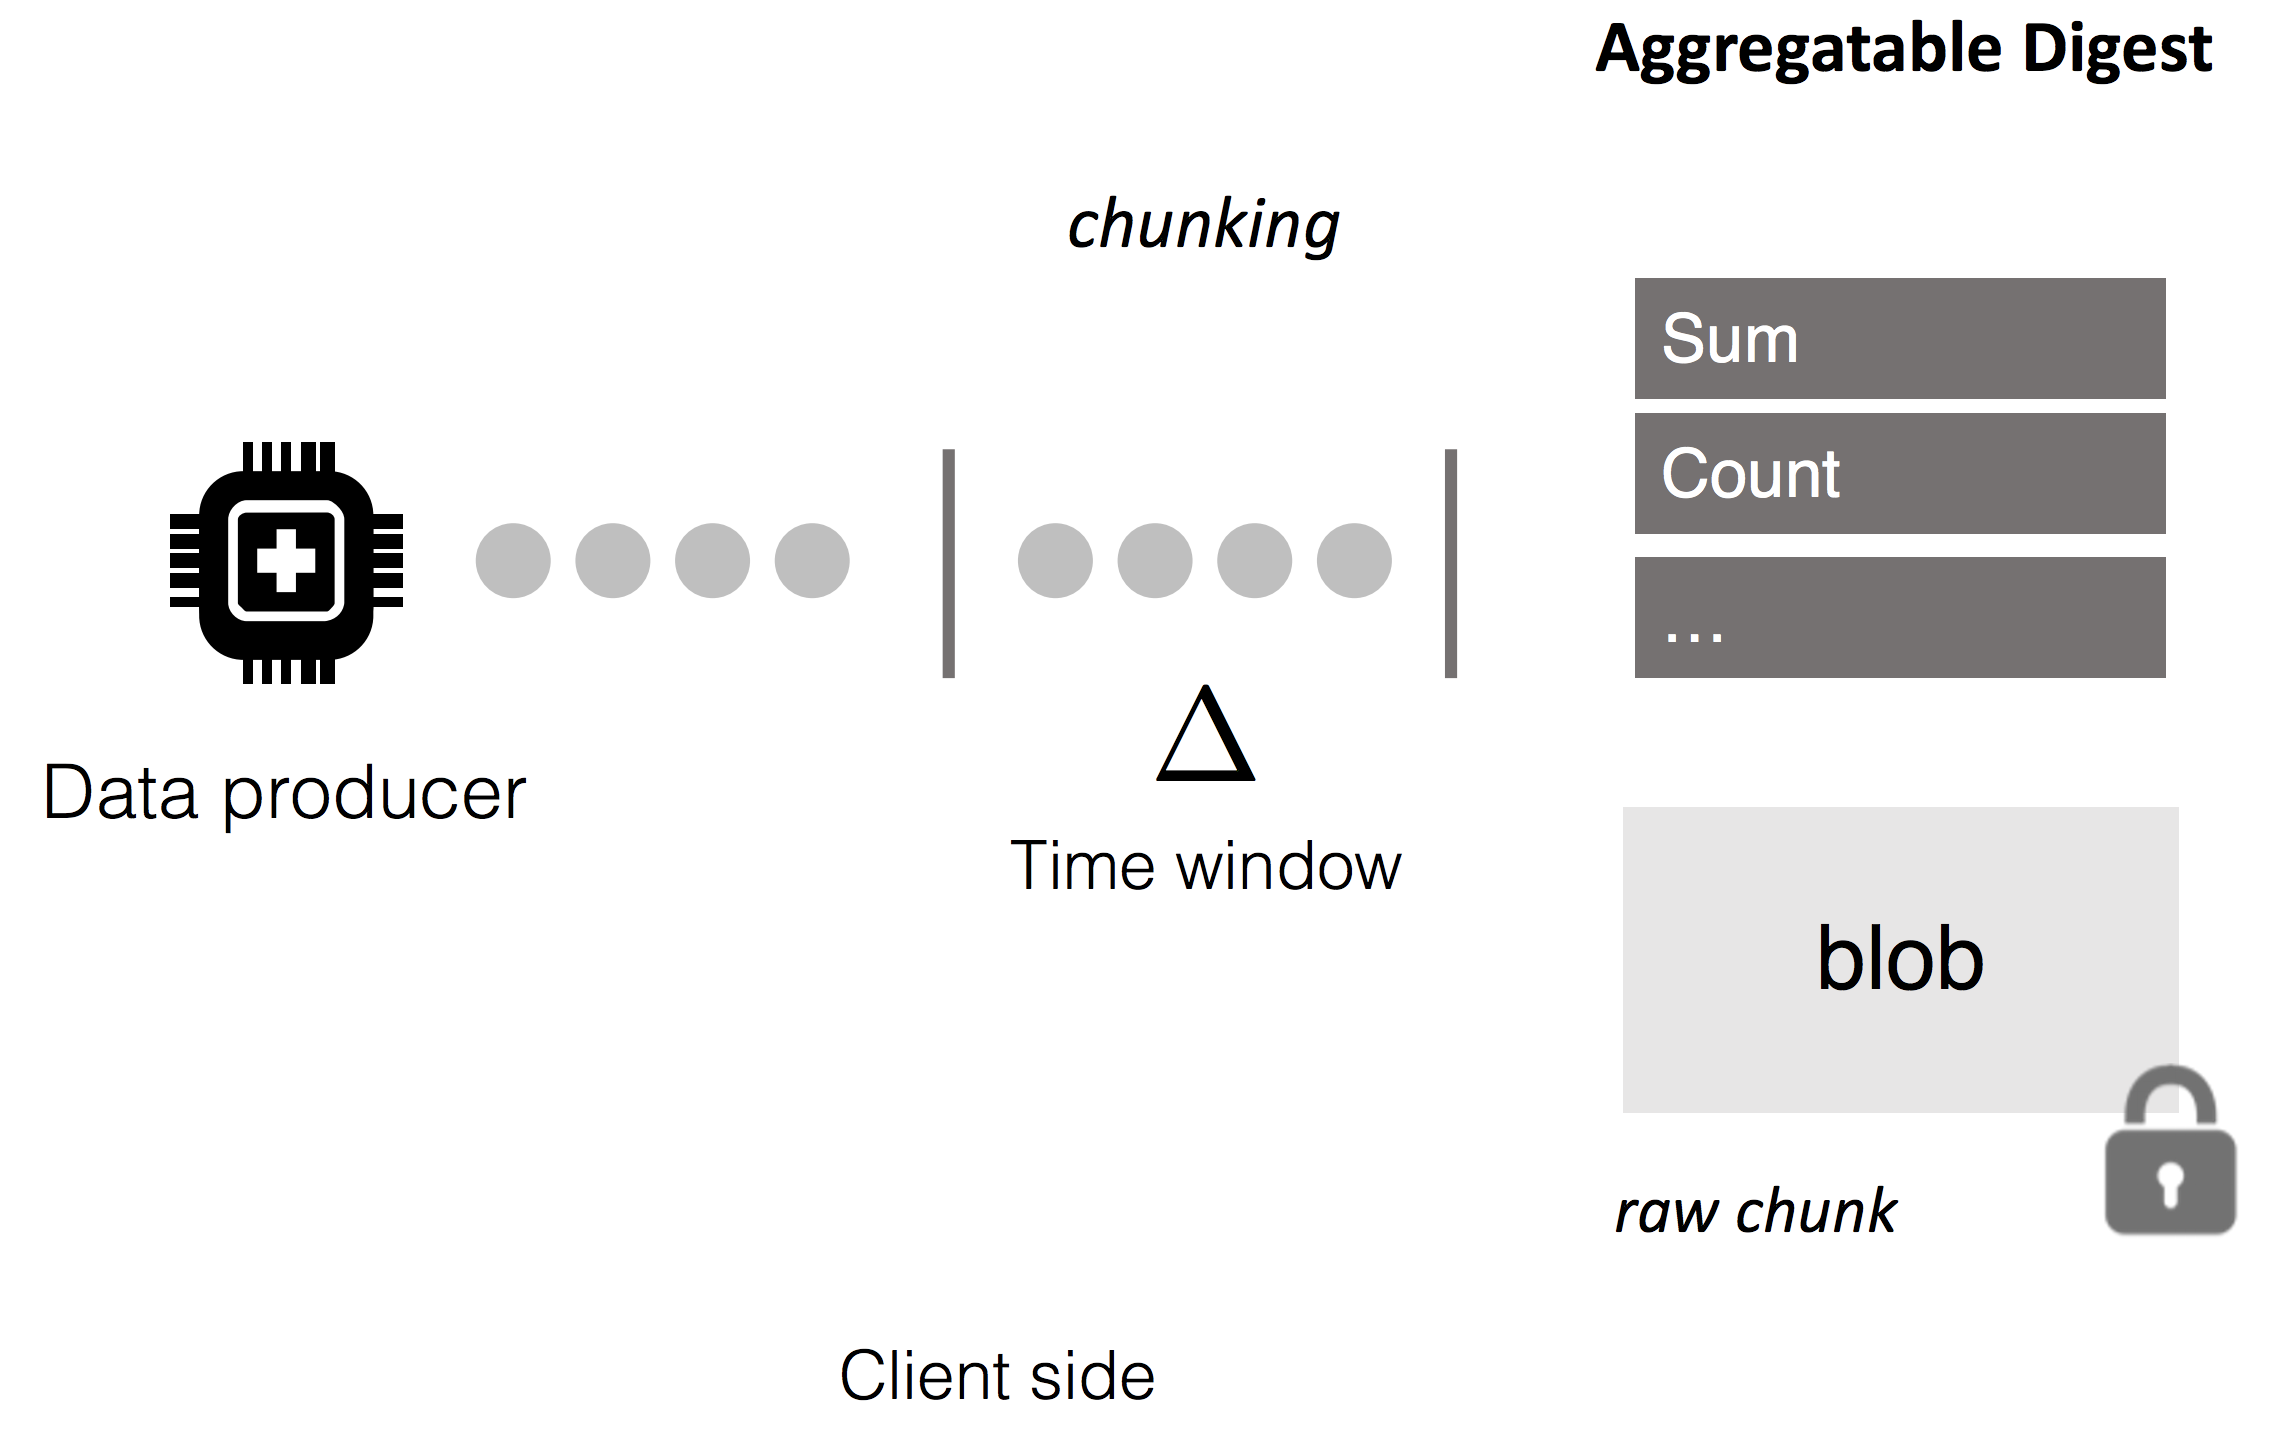 Aggregatable Digest
chunking
Sum
Count
...
Δ
Data producer
Time window
blob
raw chunk
Client side